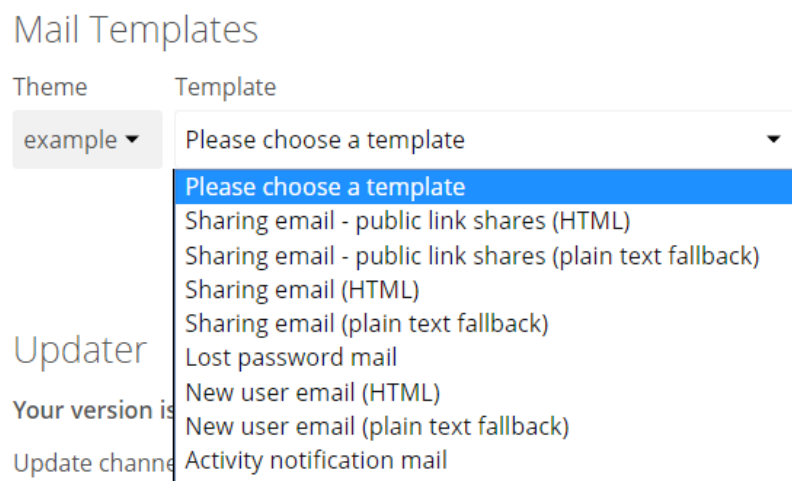 Mail Templates
Theme Template
example Please choose a template
Please choose a template
Sharing email - public link shares (HTML)
Sharing email - public link shares (plain text fallback)
Sharing email (HTML)
Sharing email (plain text fallback)
Updater
Lost password mail
New user email (HTML)
Your version is
New user email (plain text fallback)
Update channe
Activity notification mail